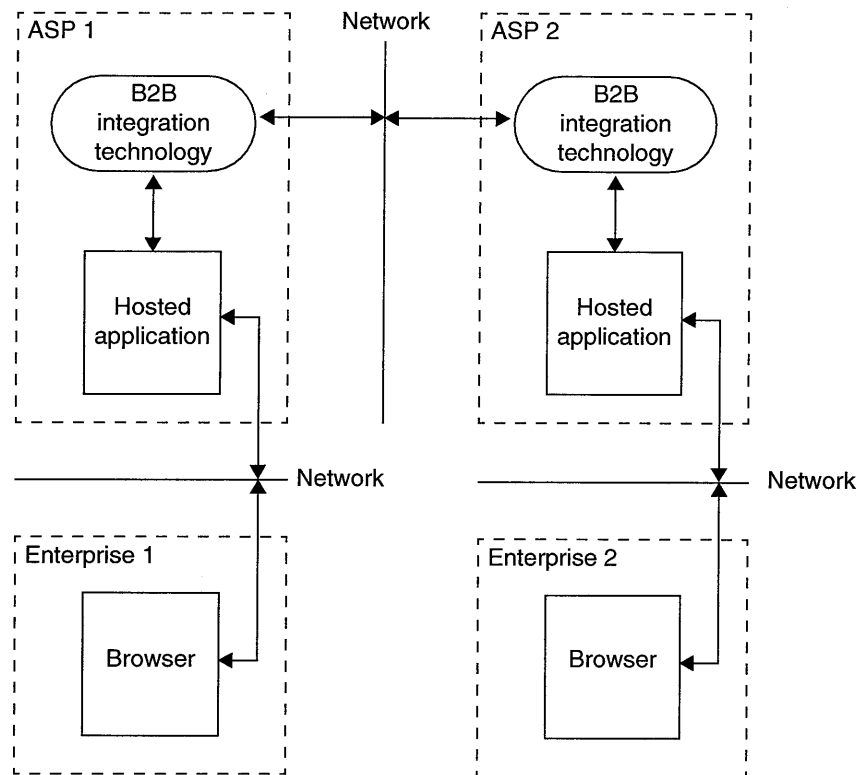 ASP 1
Network
ASP 2
B2B
integration
technology
B2B
integration
technology
Hosted
application
Hosted
application
Network
Network
Enterprise 1
Enterprise 2
Browser
Browser